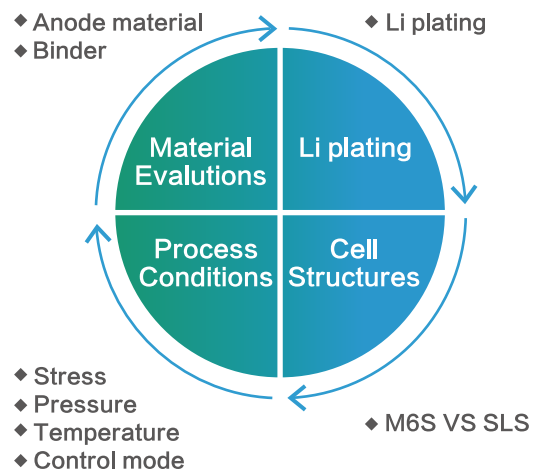 ◆ Anode material
◆ Binder
◆ Li plating
Material
Evalutions
Li plating
Process
Conditions
Cell
Structures
◆ Stress
◆ Pressure
◆ Temperature
◆ Control mode
◆ M6S VS SLS